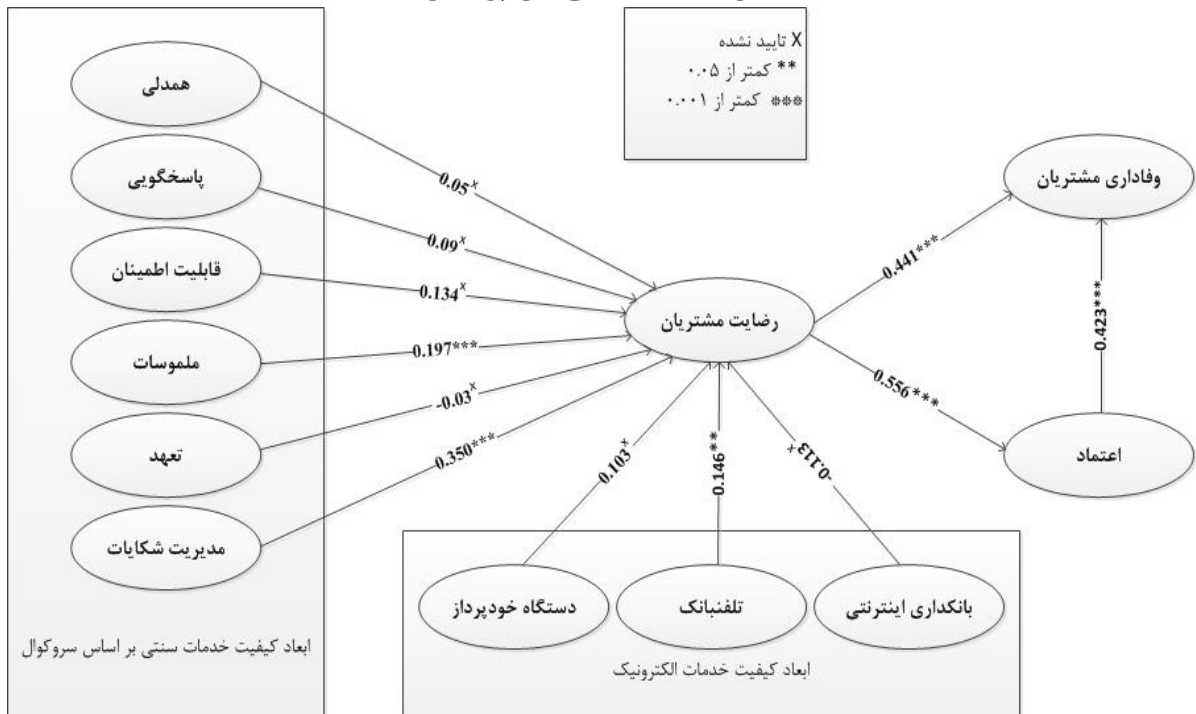 X تایید نشده
** کمتر از ۰.۰۵
*** کمتر از ۰.۰۰۱
همدلی
پاسخگویی
قابلیت اطمینان
ملموسات
تعهد
مدیریت شکایات
ابعاد کیفیت خدمات سنتی بر اساس سروکوال
0.05x
0.09x
0.134x
0.197***
-0.03x
0.350***
رضایت مشتریان
0.441***
0.556***
0.423***
وفاداری مشتریان
اعتماد
0.103x
0.146**
-0.113x
دستگاه خودپرداز
تلفنبانک
بانکداری اینترنتی
ابعاد کیفیت خدمات الکترونیک